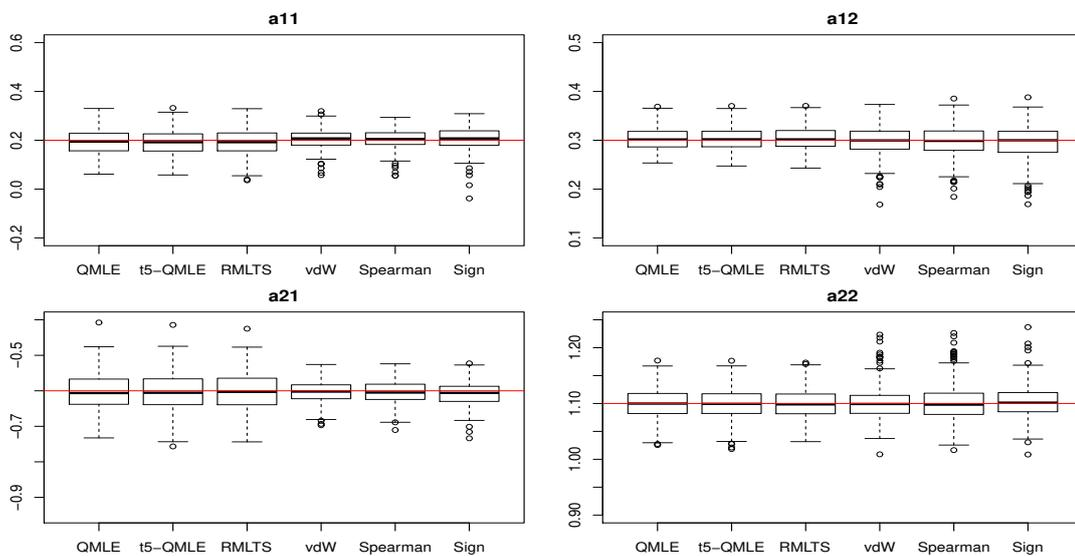 a11
0.6
0.4
0.2
0.0
−0.2
QMLE t5−QMLE RMLTS vdW Spearman Sign
a12
0.5
0.4
0.3
0.2
0.1
QMLE t5−QMLE RMLTS vdW Spearman Sign
a21
−0.5
−0.7
−0.9
QMLE t5−QMLE RMLTS vdW Spearman Sign
a22
1.20
1.10
1.00
0.90
QMLE t5−QMLE RMLTS vdW Spearman Sign